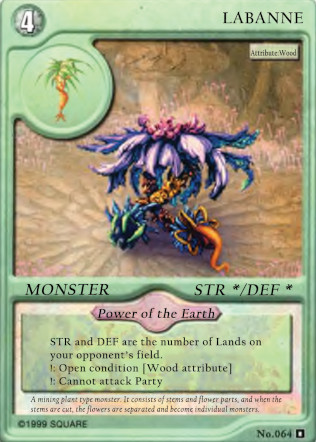 4
LABANNE
Attribute:Wood
MONSTER
STR */DEF *
Power of the Earth
STR and DEF are the number of Lands on
your opponent's field.
!: Open condition [Wood attribute]
!: Cannot attack Party
A mining plant type monster. It consists of stems and flower parts, and when the
stems are cut, the flowers are separated and become individual monsters.
©1999 SQUARE
No.064